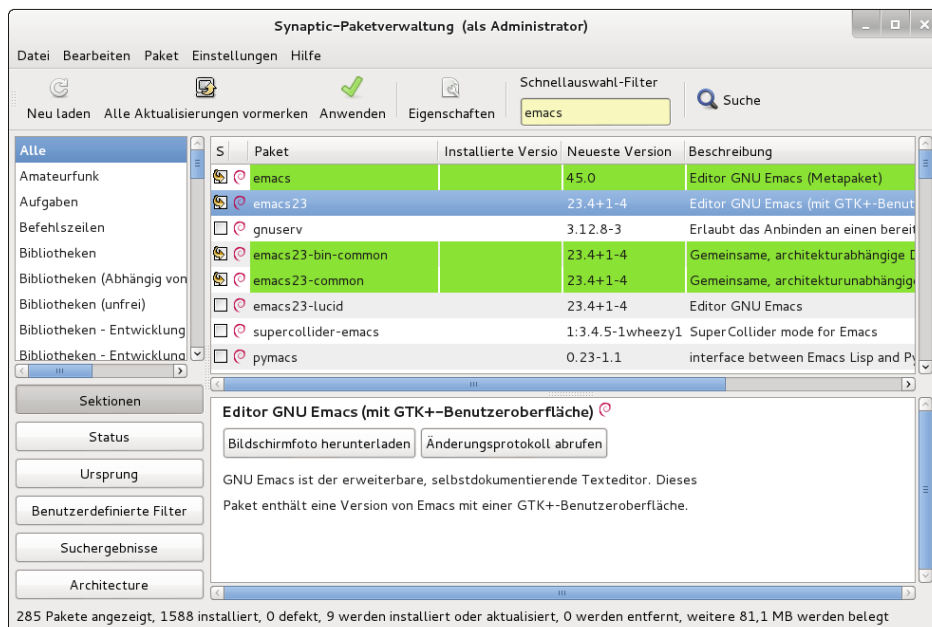 Synaptic-Paketverwaltung (als Administrator)
Datei Bearbeiten Paket Einstellungen Hilfe
Neu laden Alle Aktualisierungen vormerken Anwenden Eigenschaften
Schnellauswahl-Filter
emacs
Suche
Alle
Amateurfunk
Aufgaben
Befehlszeilen
Bibliotheken
Bibliotheken (Abhängig von
Bibliotheken (unfrei)
Bibliotheken - Entwicklung
Bibliotheken - Entwicklung
Sektionen
Status
Ursprung
Benutzerdefinierte Filter
Suchergebnisse
Architecture
S Paket Installierte Versio Neueste Version Beschreibung
emacs 45.0 Editor GNU Emacs (Metapaket)
emacs23 23.4+1-4 Editor GNU Emacs (mit GTK+-Benut
gnuserv 3.12.8-3 Erlaubt das Anbinden an einen bereit
emacs23-bin-common 23.4+1-4 Gemeinsame, architekturabhängige D
emacs23-common 23.4+1-4 Gemeinsame, architekturunabhängig
emacs23-lucid 23.4+1-4 Editor GNU Emacs
supercollider-emacs 1:3.4.5-1wheezy1 SuperCollider mode for Emacs
pymacs 0.23-1.1 interface between Emacs Lisp and Py
Editor GNU Emacs (mit GTK+-Benutzeroberfläche)
Bildschirmfoto herunterladen Änderungsprotokoll abrufen
GNU Emacs ist der erweiterbare, selbstdokumentierende Texteditor. Dieses
Paket enthält eine Version von Emacs mit einer GTK+-Benutzeroberfläche.
285 Pakete angezeigt, 1588 installiert, 0 defekt, 9 werden installiert oder aktualisiert, 0 werden entfernt, weitere 81,1 MB werden belegt